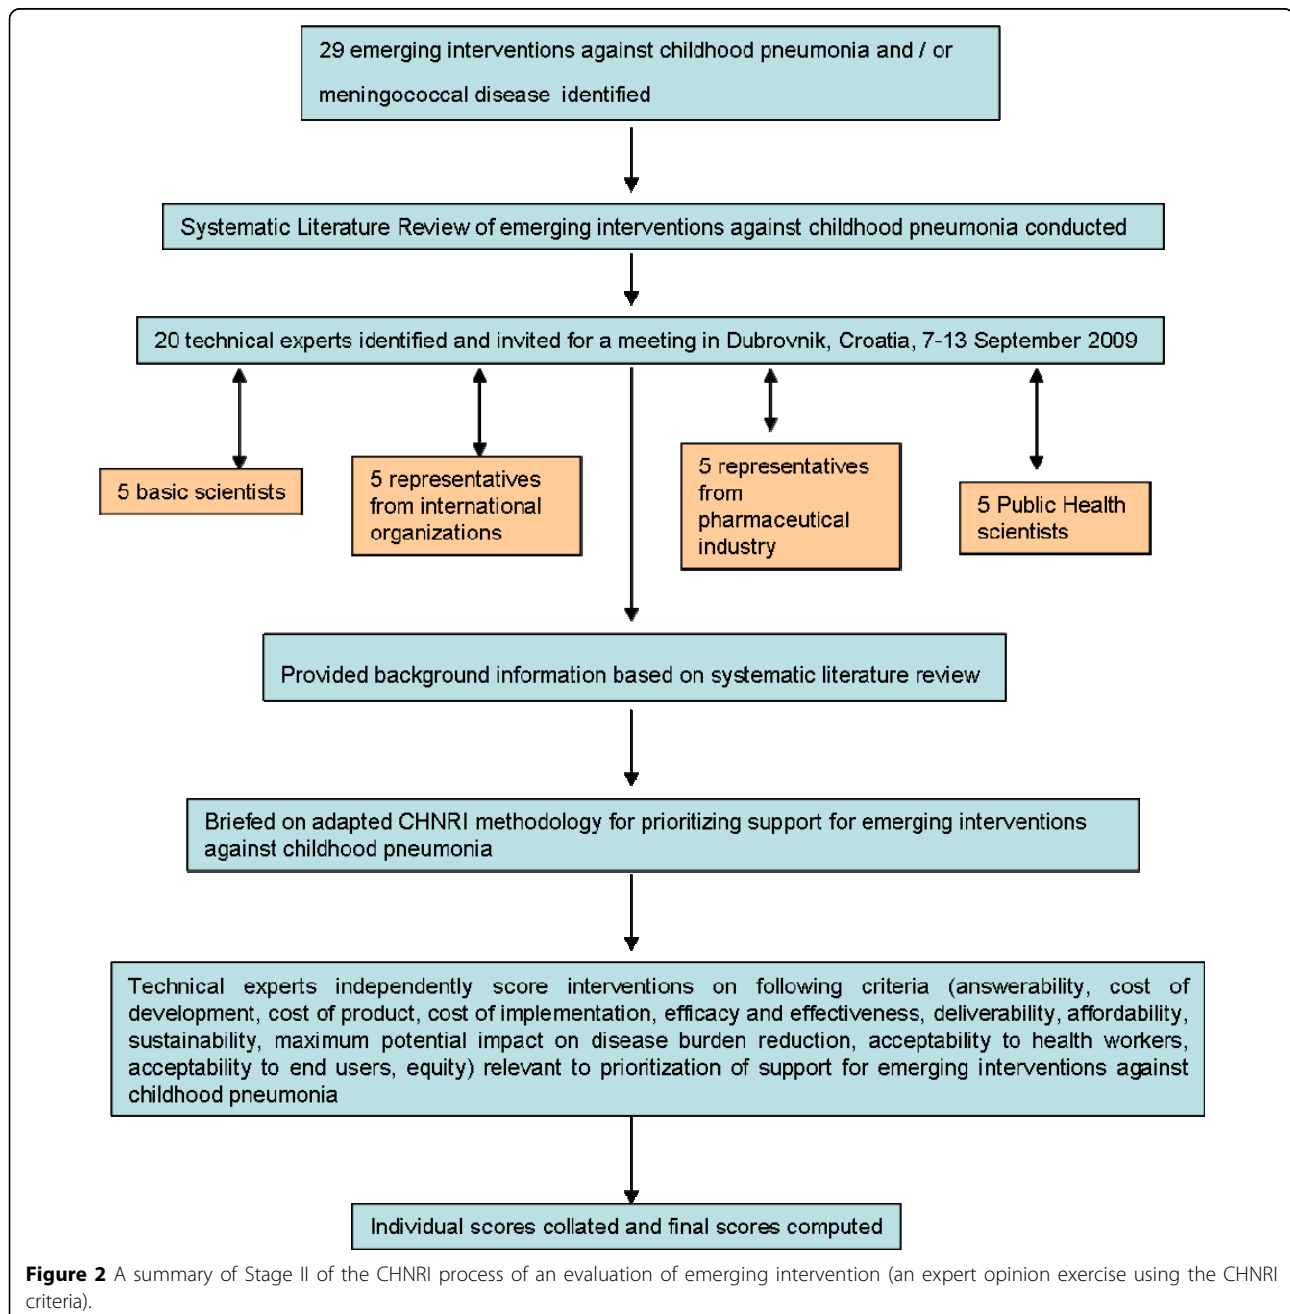 29 emerging interventions against childhood pneumonia and / or
meningococcal disease identified
Systematic Literature Review of emerging interventions against childhood pneumonia conducted
20 technical experts identified and invited for a meeting in Dubrovnik, Croatia, 7-13 September 2009
5 basic scientists
5 representatives
from international
organizations
5 representatives
from
pharmaceutical
industry
5 Public Health
scientists
Provided background information based on systematic literature review
Briefed on adapted CHNRI methodology for prioritizing support for emerging interventions
against childhood pneumonia
Technical experts independently score interventions on following criteria (answerability, cost of
development, cost of product, cost of implementation, efficacy and effectiveness, deliverability, affordability,
sustainability, maximum potential impact on disease burden reduction, acceptability to health workers,
acceptability to end users, equity) relevant to prioritization of support for emerging interventions against
childhood pneumonia
Individual scores collated and final scores computed
Figure 2 A summary of Stage II of the CHNRI process of an evaluation of emerging intervention (an expert opinion exercise using the CHNRI
criteria).